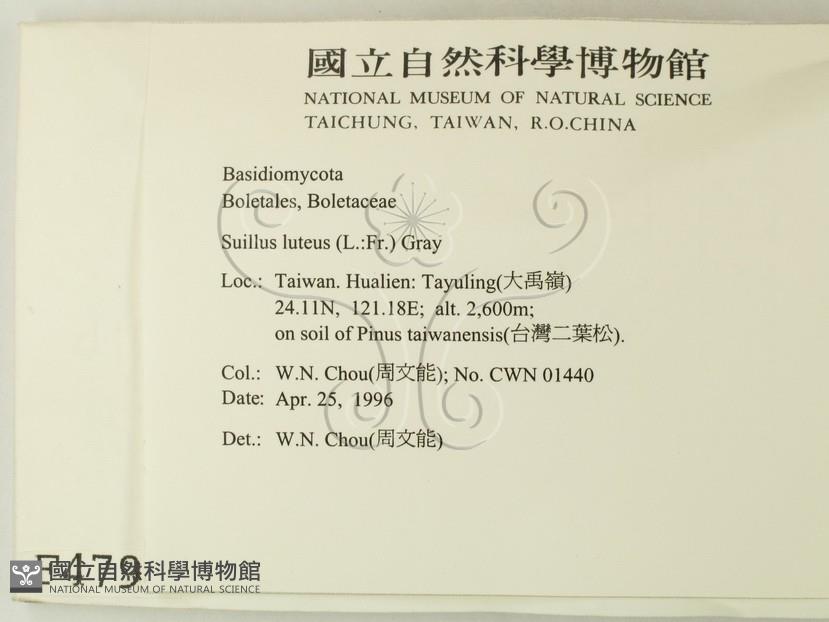 國立自然科學博物館
NATIONAL MUSEUM OF NATURAL SCIENCE
TAICHUNG, TAIWAN, R.O.CHINA
Basidiomycota
Boletales, Boletaceae
Suillus luteus (L.:Fr.) Gray
Loc.: Taiwan. Hualien: Tayuling(大禹嶺)
24.11N, 121.18E; alt. 2,600m;
on soil of Pinus taiwanensis(台灣二葉松).
Col.: W.N. Chou(周文能); No. CWN 01440
Date: Apr. 25, 1996
Det.: W.N. Chou(周文能)
國立自然科學博物館
NATIONAL MUSEUM OF NATURAL SCIENCE